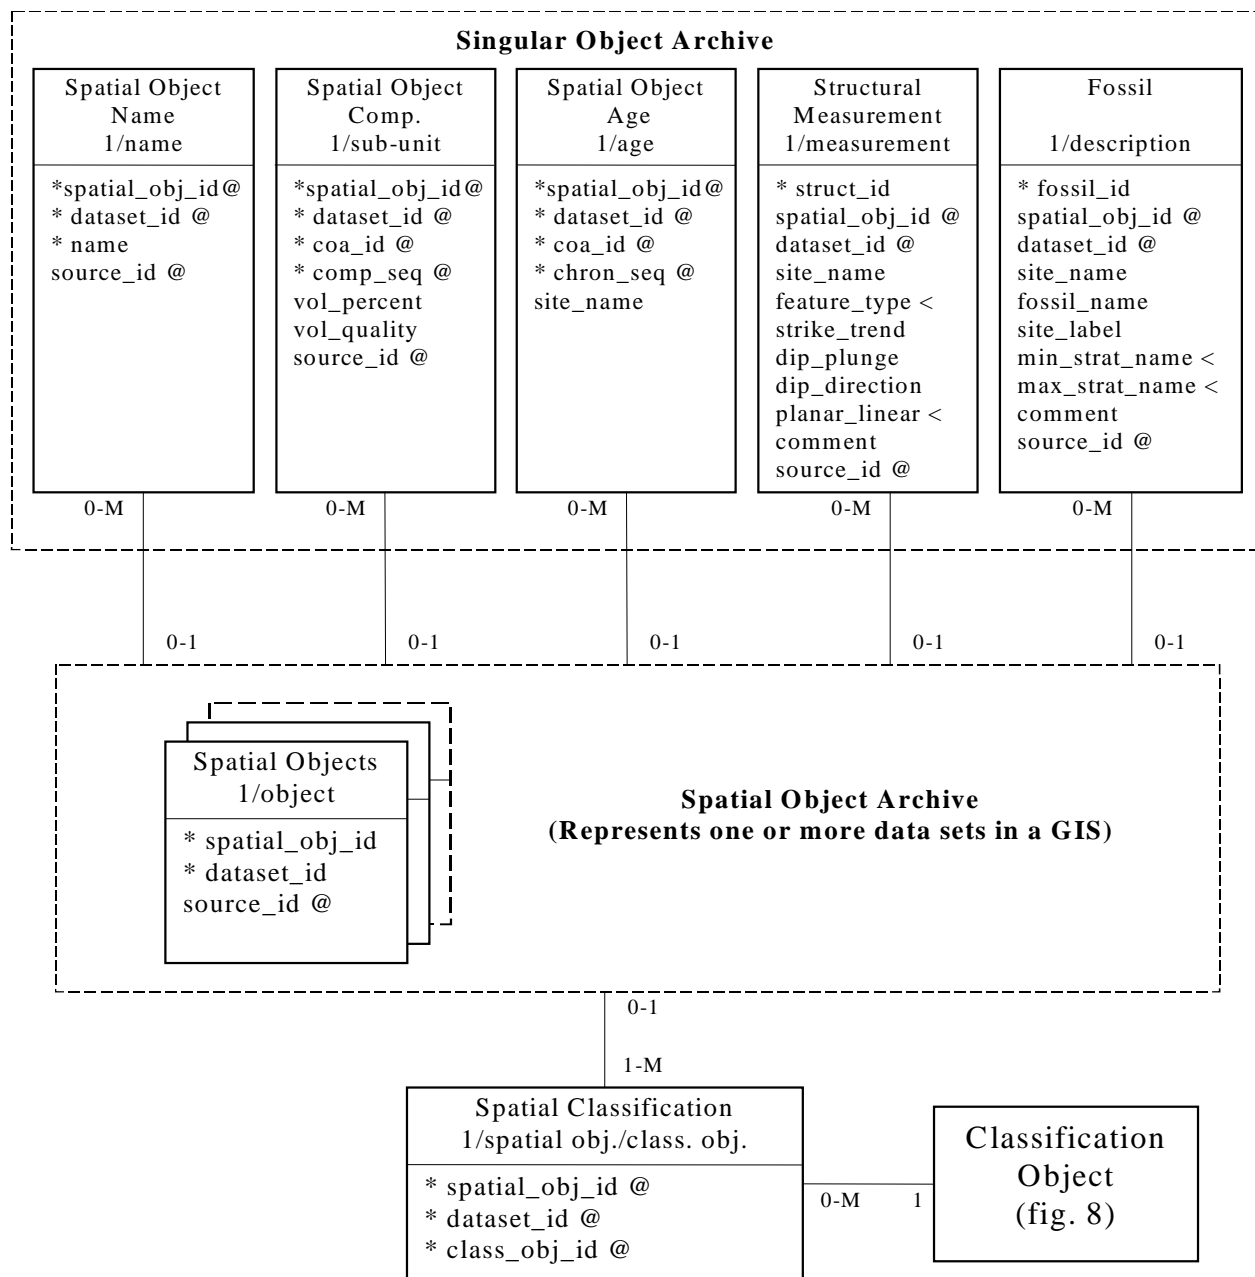 Singular Object Archive
Spatial Object
Name
1/name
*spatial_obj_id@
* dataset_id @
* name
source_id @
Spatial Object
Comp.
1/sub-unit
*spatial_obj_id@
* dataset_id @
* coa_id @
* comp_seq @
vol_percent
vol_quality
source_id @
Spatial Object
Age
1/age
*spatial_obj_id@
* dataset_id @
* coa_id @
* chron_seq @
site_name
Structural
Measurement
1/measurement
* struct_id
spatial_obj_id @
dataset_id @
site_name
feature_type <
strike_trend
dip_plunge
dip_direction
planar_linear <
comment
source_id @
Fossil
1/description
* fossil_id
spatial_obj_id @
dataset_id @
site_name
fossil_name
site_label
min_strat_name <
max_strat_name <
comment
source_id @
0-M
0-M
0-M
0-M
0-M
0-1
0-1
0-1
0-1
0-1
Spatial Objects
1/object
* spatial_obj_id
* dataset_id
source_id @
Spatial Object Archive
(Represents one or more data sets in a GIS)
0-1
1-M
Spatial Classification
1/spatial obj./class. obj.
* spatial_obj_id @
* dataset_id @
* class_obj_id @
0-M
1
Classification
Object
(fig. 8)